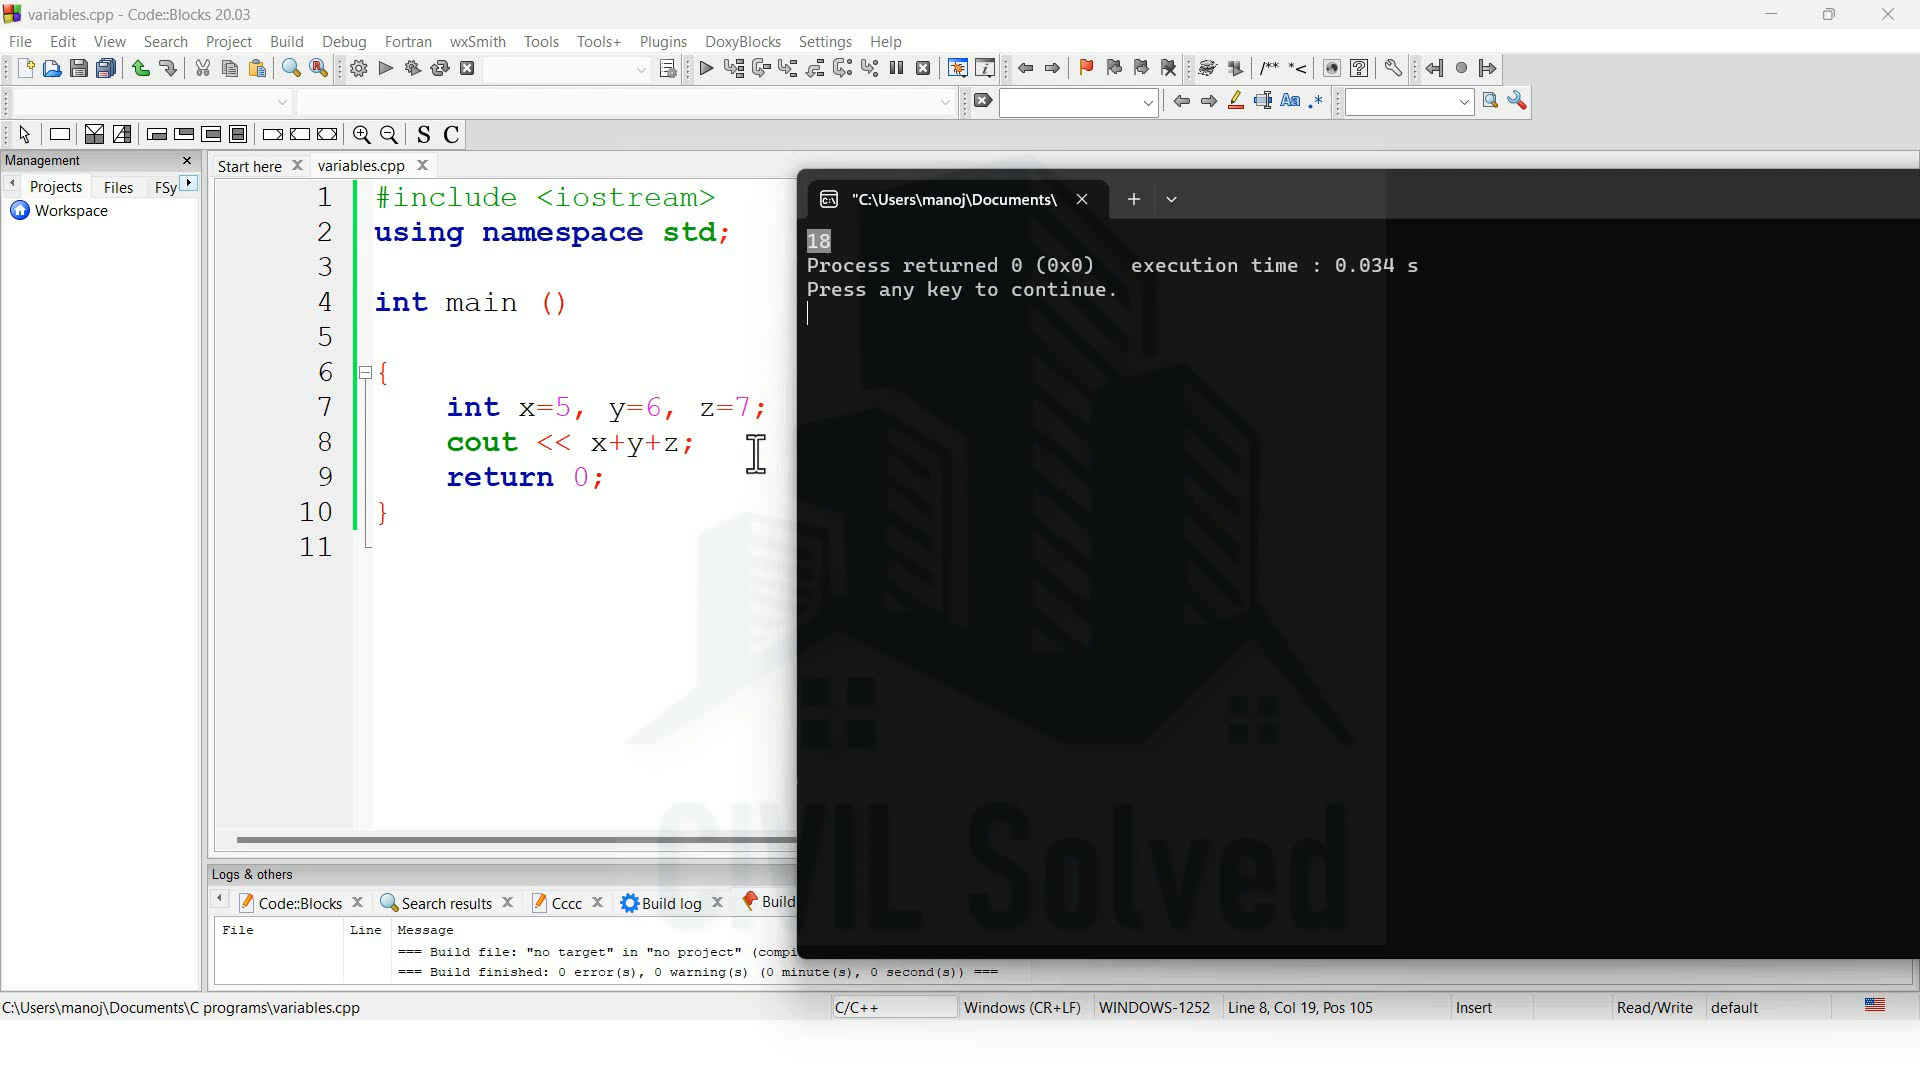 variables.cpp - Code::Blocks 20.03
File Edit View Search Project Build Debug Fortran wxSmith Tools Tools+ Plugins DoxyBlocks Settings Help
/** *<
Aa .*
S C
Management
Projects Files FSy
Workspace
Start here variables.cpp
1 #include <iostream>
2 using namespace std;
3
4 int main ()
5
6 {
7 int x=5, y=6, z=7;
8 cout << x+y+z;
9 return 0;
10 }
11
"C:\Users\manoj\Documents\
18
Process returned 0 (0x0) execution time : 0.034 s
Press any key to continue.
CIVIL Solved
Logs & others
Code::Blocks Search results Cccc Build log Build
File Line Message
=== Build file: "no target" in "no project" (compi
=== Build finished: 0 error(s), 0 warning(s) (0 minute(s), 0 second(s)) ===
C:\Users\manoj\Documents\C programs\variables.cpp C/C++ Windows (CR+LF) WINDOWS-1252 Line 8, Col 19, Pos 105 Insert Read/Write default